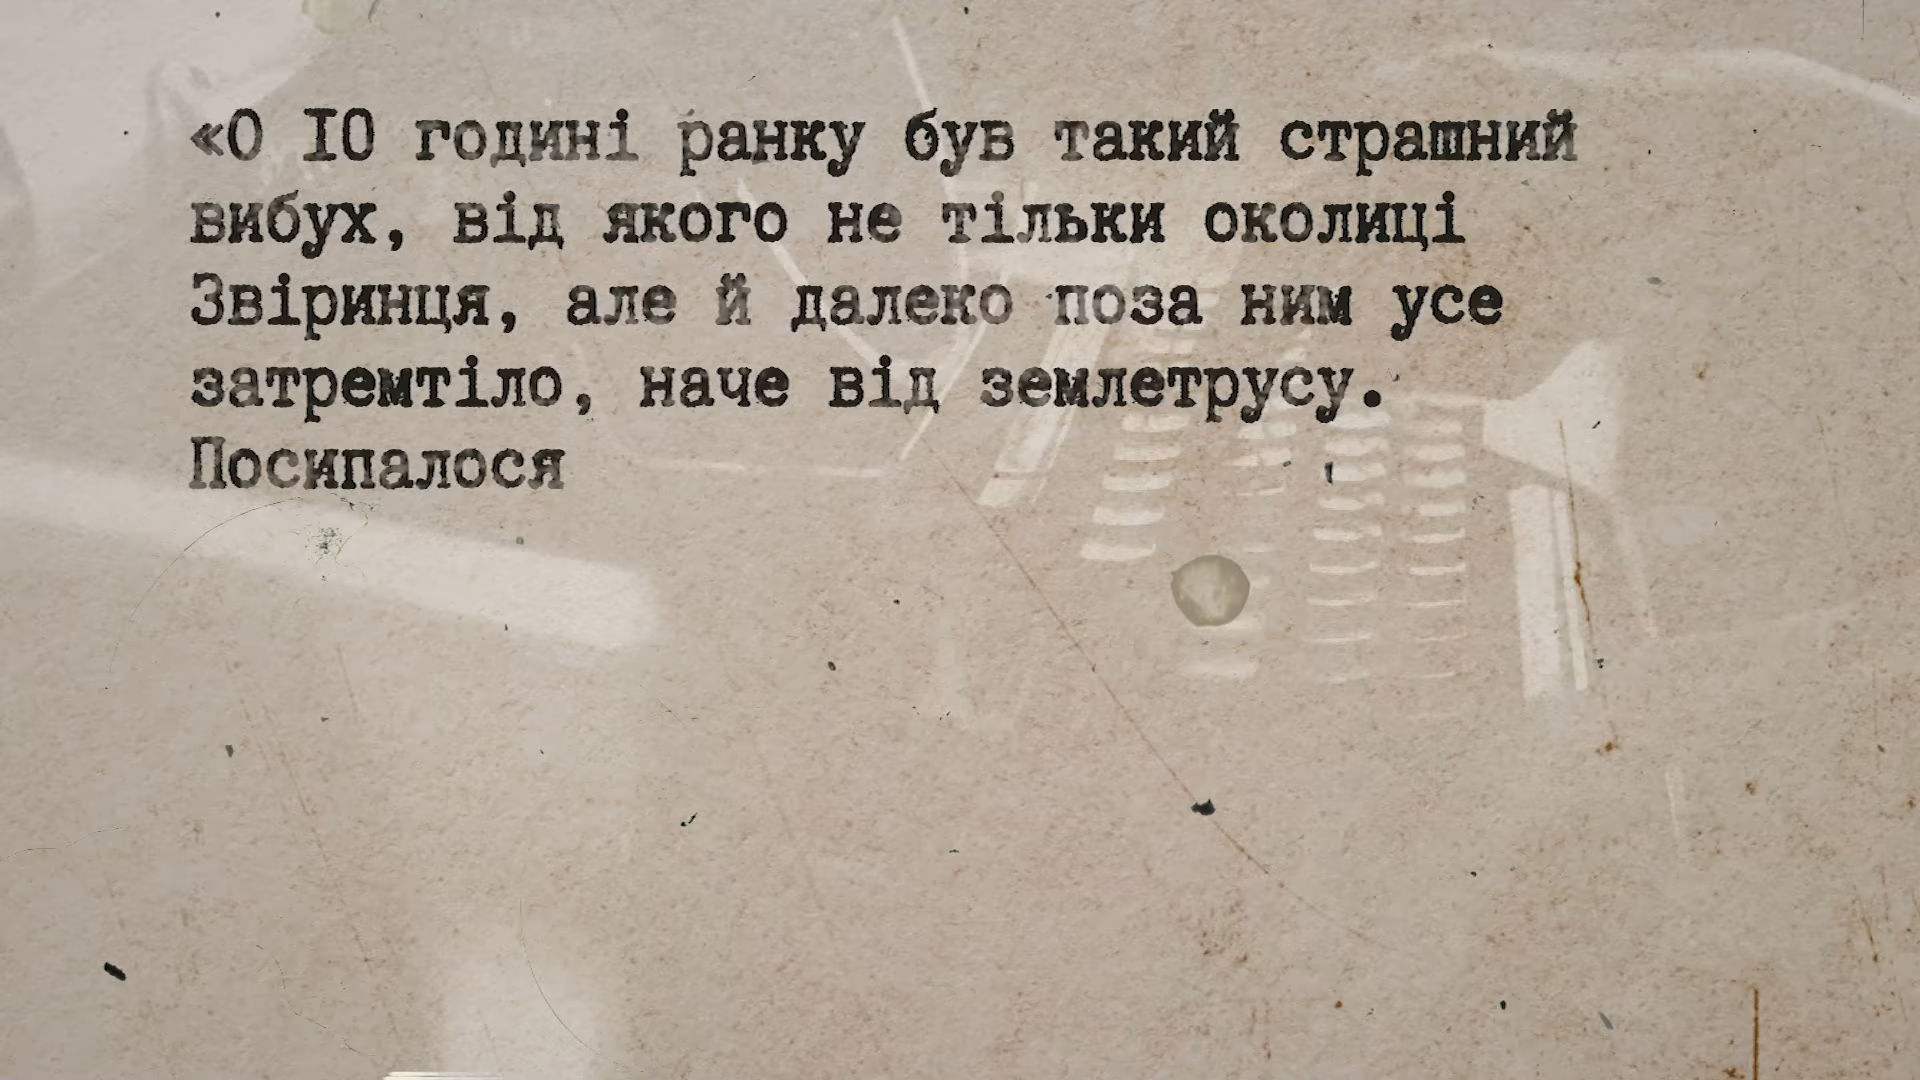 «О ІО годині ранку був такий страшний
вибух, від якого не тільки околиці
Звіринця, але й далеко поза ним усе
затремтіло, наче від землетрусу.
Посипалося